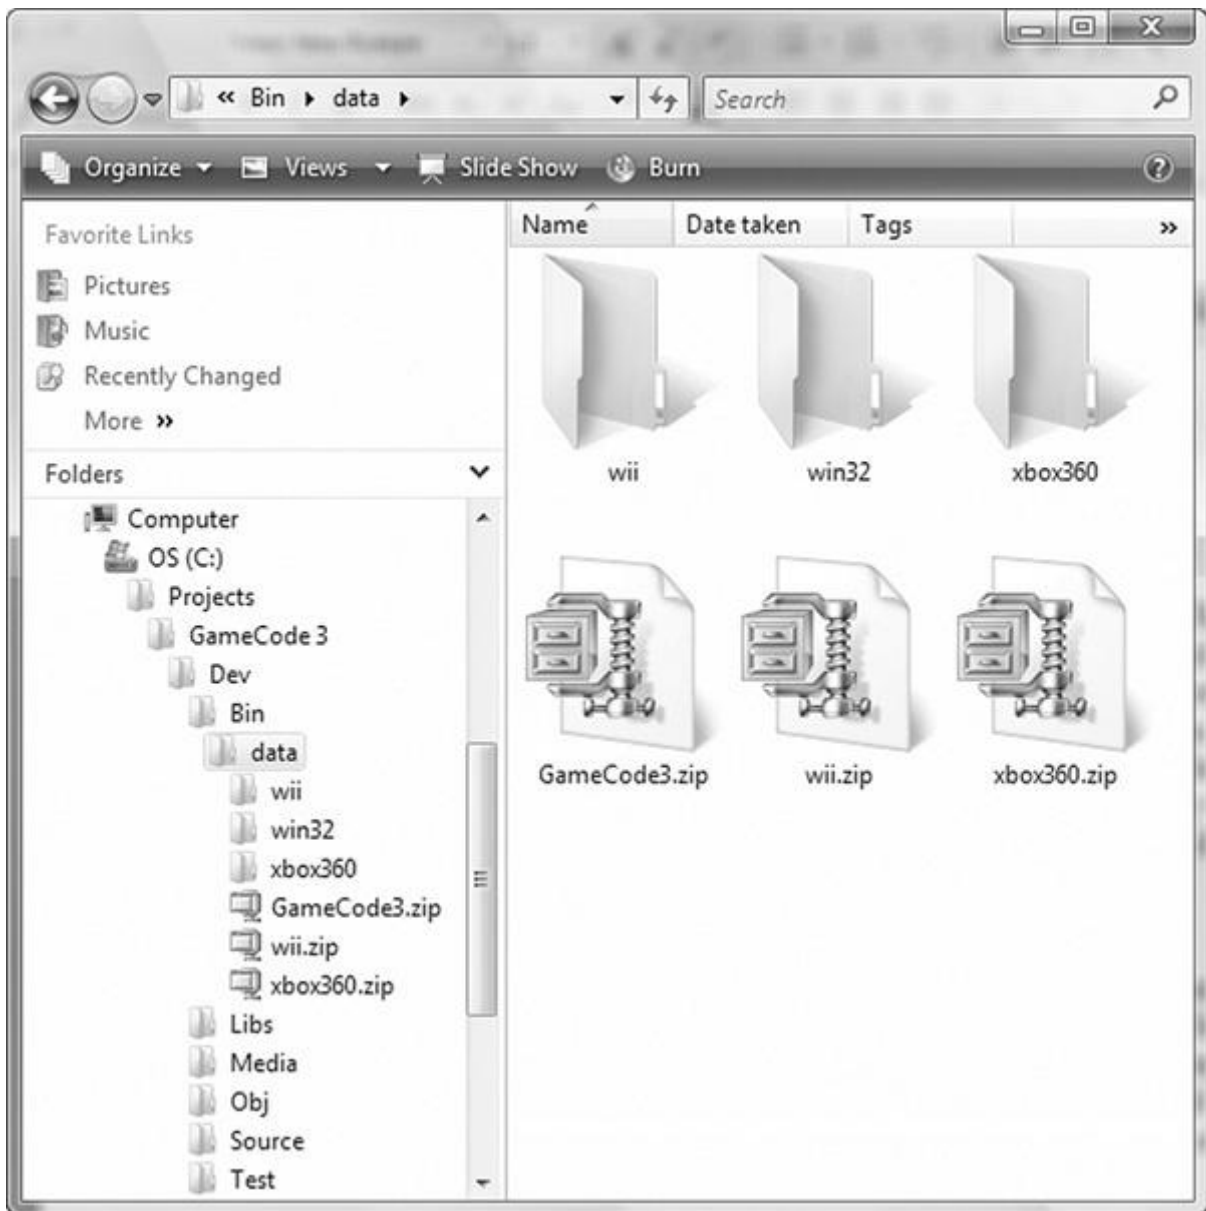 « Bin ▸ data ▸ Search
Organize Views Slide Show Burn
Favorite Links
Pictures
Music
Recently Changed
More »
Folders
Computer
OS (C:)
Projects
GameCode 3
Dev
Bin
data
wii
win32
xbox360
GameCode3.zip
wii.zip
xbox360.zip
Libs
Media
Obj
Source
Test
Name Date taken Tags »
wii win32 xbox360
GameCode3.zip wii.zip xbox360.zip